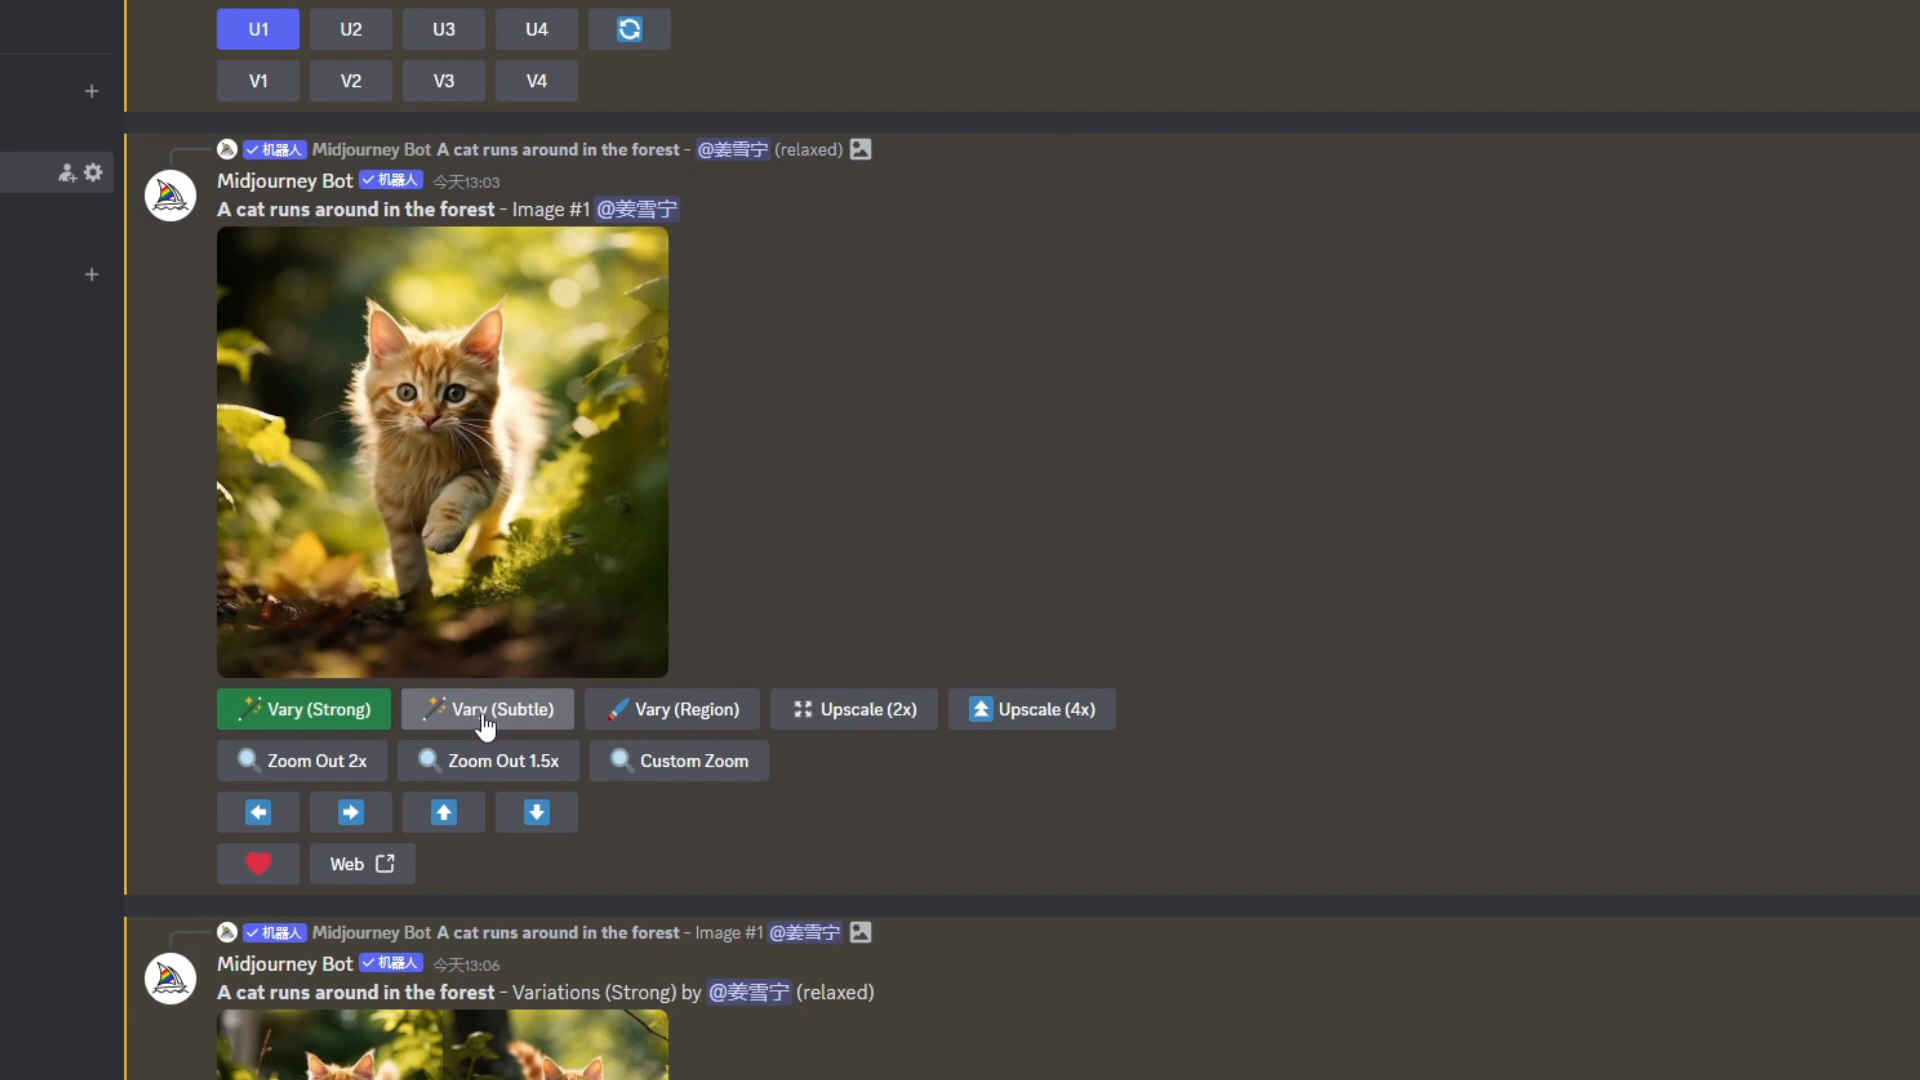 U1 U2 U3 U4
V1 V2 V3 V4
机器人 Midjourney Bot A cat runs around in the forest - @姜雪宁 (relaxed)
Midjourney Bot 机器人 今天13:03
A cat runs around in the forest - Image #1 @姜雪宁
Vary (Strong) Vary (Subtle) Vary (Region) Upscale (2x) Upscale (4x)
Zoom Out 2x Zoom Out 1.5x Custom Zoom
Web
机器人 Midjourney Bot A cat runs around in the forest - Image #1 @姜雪宁
Midjourney Bot 机器人 今天13:06
A cat runs around in the forest - Variations (Strong) by @姜雪宁 (relaxed)